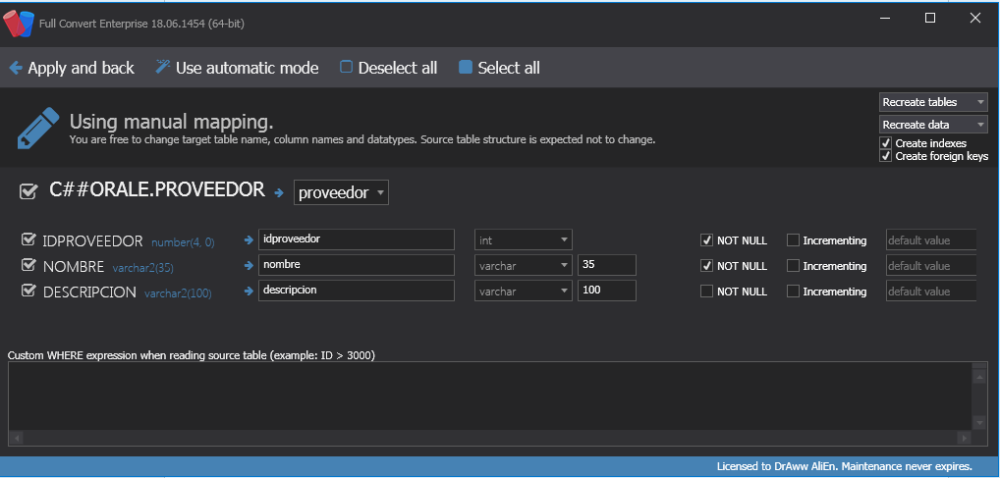 Full Convert Enterprise 18.06.1454 (64-bit)
Apply and back Use automatic mode Deselect all Select all
Using manual mapping.
You are free to change target table name, column names and datatypes. Source table structure is expected not to change.
Recreate tables
Recreate data
Create indexes
Create foreign keys
C##ORALE.PROVEEDOR proveedor
IDPROVEEDOR number(4, 0) idproveedor int NOT NULL Incrementing default value
NOMBRE varchar2(35) nombre varchar 35 NOT NULL Incrementing default value
DESCRIPCION varchar2(100) descripcion varchar 100 NOT NULL Incrementing default value
Custom WHERE expression when reading source table (example: ID > 3000)
Licensed to DrAww AliEn. Maintenance never expires.